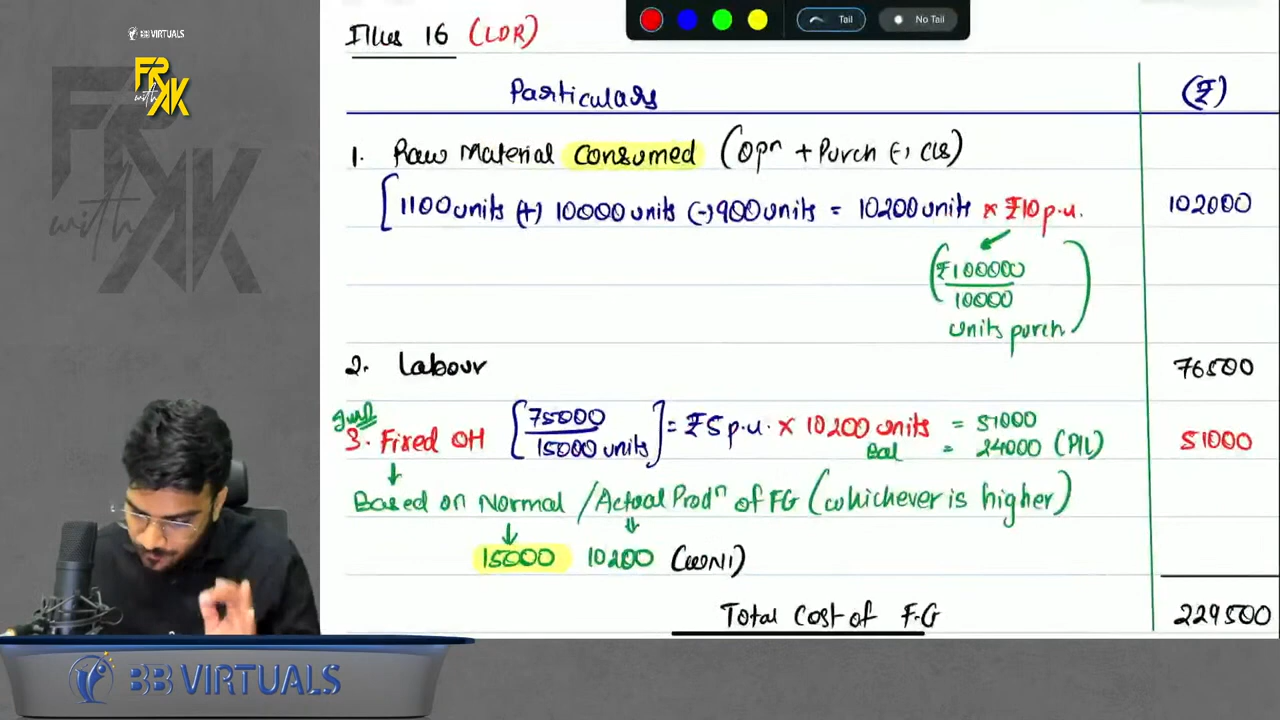 Illus 16 (LDR)
Tail
No Tail
BB VIRTUALS
FR
with
AK
Particulars (₹)
1. Raw Material Consumed (Opⁿ + Purch (-) Cls)
[1100 units (+) 10000 units (-) 900 units = 10200 units × ₹10 p.u. 102000
(₹100000
10000
units purch)
2. Labour 76500
3. Fixed OH [75000 / 15000 units] = ₹5 p.u. × 10200 units = 51000 51000
Bal = 24000 (P/L)
Based on Normal / Actual Prodⁿ of FG (whichever is higher)
15000 10200 (WN1)
Total Cost of F.G 229500
BB VIRTUALS